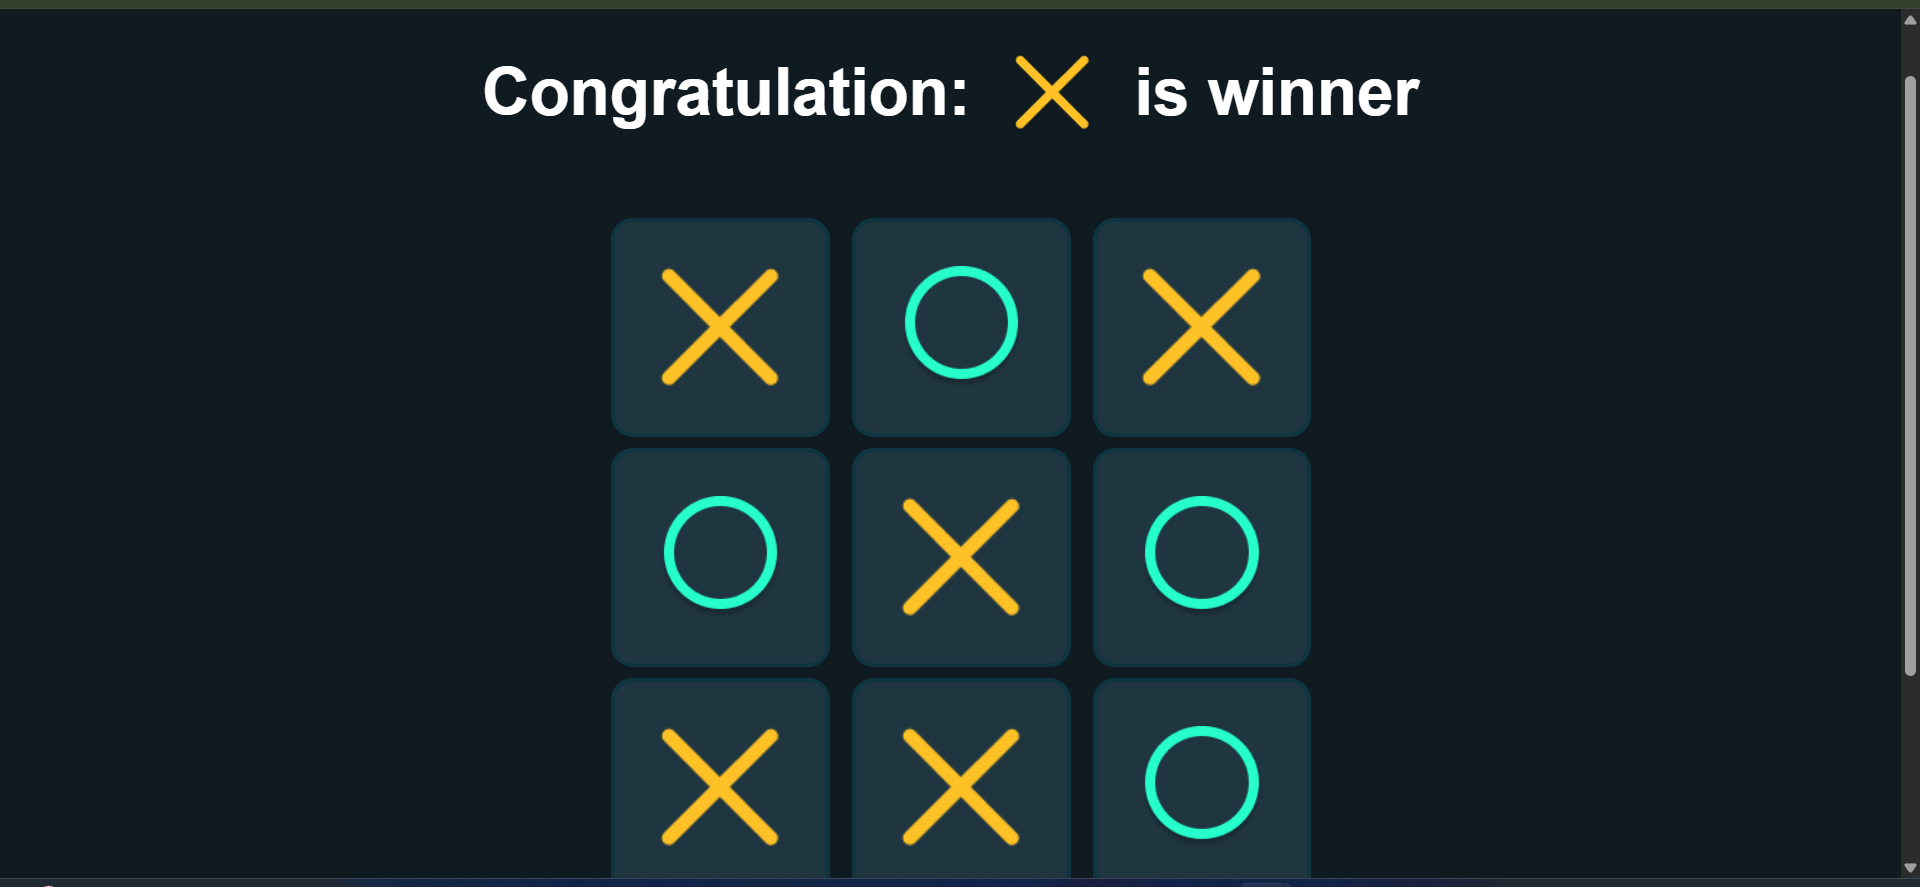 Congratulation: X is winner
X O X
O X O
X X O